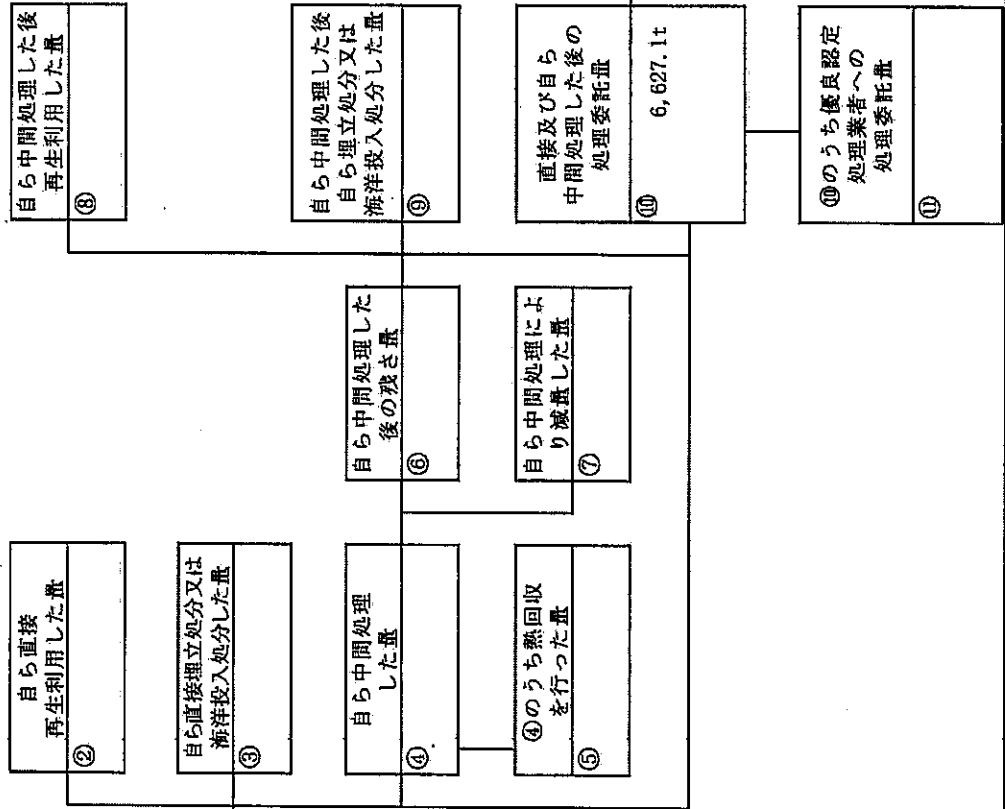 自ら直接
再生利用した量
②
自ら直接埋立処分又は
海洋投入処分した量
③
自ら中間処理
した量
④
④のうち熱回収
を行った量
⑤
自ら中間処理した
後の残さ量
⑥
自ら中間処理によ
り減量した量
⑦
自ら中間処理した後
再生利用した量
⑧
自ら中間処理した後
自ら埋立処分又は
海洋投入処分した量
⑨
直接及び自ら
中間処理した後の
処理委託量
⑩
6,627.1t
⑩のうち優良認定
処理業者への
処理委託量
⑪